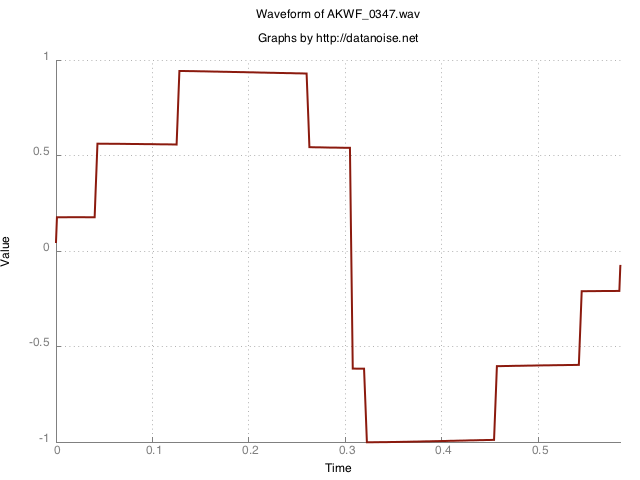 Waveform of AKWF_0347.wav
Graphs by http://datanoise.net
1
0.5
0
-0.5
-1
Value
0 0.1 0.2 0.3 0.4 0.5
Time